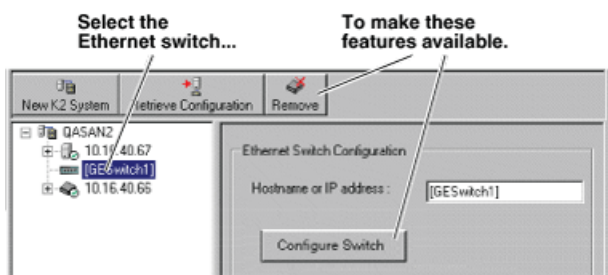 Select the
Ethernet switch...
To make these
features available.
New K2 System Retrieve Configuration Remove
QASAN2
10.16.40.67
[GESwitch1]
10.16.40.66
Ethernet Switch Configuration
Hostname or IP address :
[GESwitch1]
Configure Switch